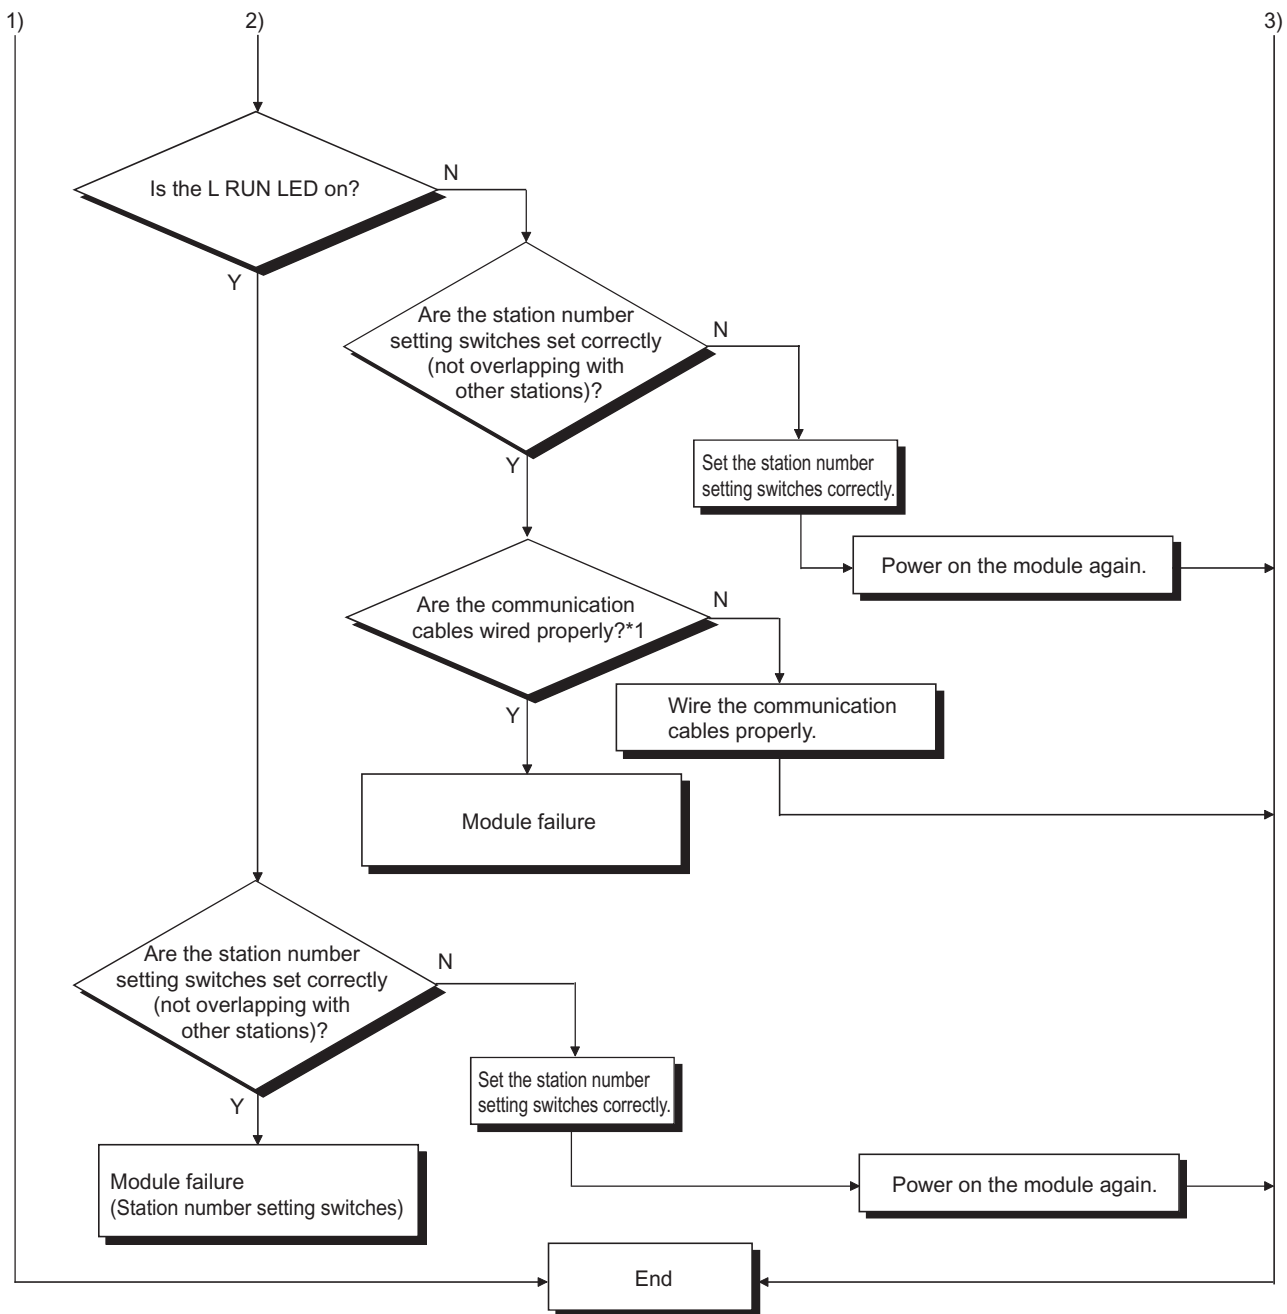 1)
2)
3)
Is the L RUN LED on?
N
Y
Are the station number
setting switches set correctly
(not overlapping with
other stations)?
N
Y
Set the station number
setting switches correctly.
Power on the module again.
Are the communication
cables wired properly?*1
N
Y
Wire the communication
cables properly.
Module failure
Are the station number
setting switches set correctly
(not overlapping with
other stations)?
N
Y
Set the station number
setting switches correctly.
Module failure
(Station number setting switches)
Power on the module again.
End